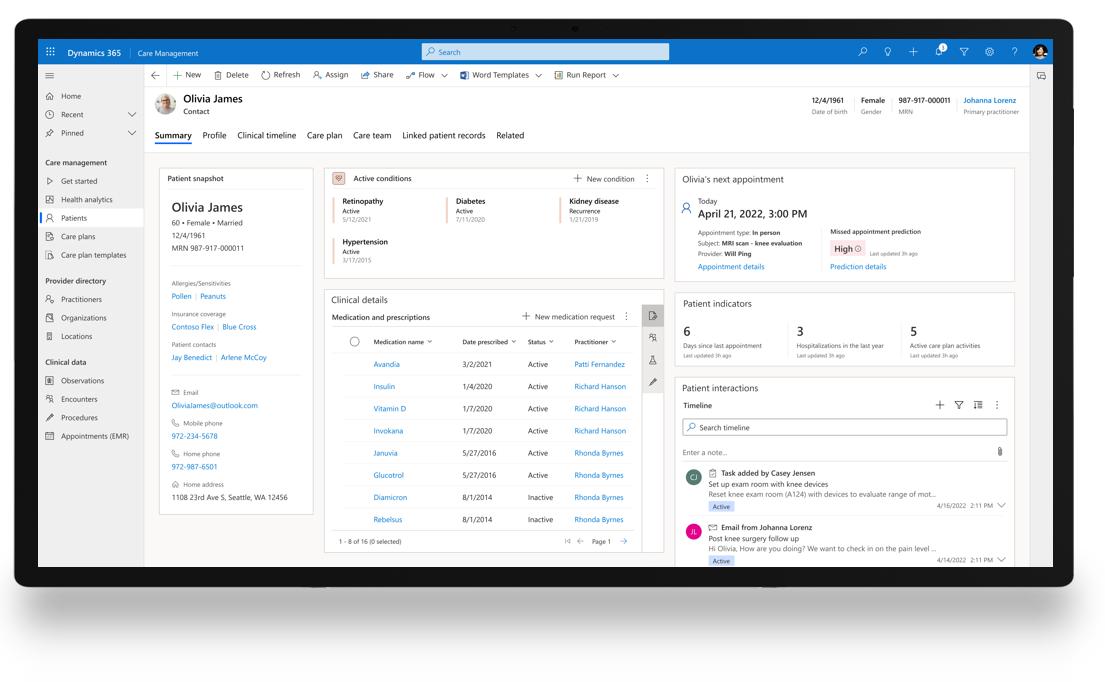 Dynamics 365 Care Management Search 1
New Delete Refresh Assign Share Flow Word Templates Run Report
Home
Recent
Pinned
Care management
Get started
Health analytics
Patients
Care plans
Care plan templates
Provider directory
Practitioners
Organizations
Locations
Clinical data
Observations
Encounters
Procedures
Appointments (EMR)
Olivia James
Contact
12/4/1961 Female 987-917-000011 Johanna Lorenz
Date of birth Gender MRN Primary practitioner
Summary Profile Clinical timeline Care plan Care team Linked patient records Related
Patient snapshot
Olivia James
60 • Female • Married
12/4/1961
MRN 987-917-000011
Allergies/Sensitivities
Pollen | Peanuts
Insurance coverage
Contoso Flex | Blue Cross
Patient contacts
Jay Benedict | Arlene McCoy
Email
OliviaJames@outlook.com
Mobile phone
972-234-5678
Home phone
972-987-6501
Home address
1108 23rd Ave S, Seattle, WA 12456
Active conditions New condition
Retinopathy Diabetes Kidney disease
Active Active Recurrence
5/12/2021 7/11/2020 1/21/2019
Hypertension
Active
3/17/2015
Clinical details
Medication and prescriptions New medication request
Medication name Date prescribed Status Practitioner
Avandia 3/2/2021 Active Patti Fernandez
Insulin 1/4/2020 Active Richard Hanson
Vitamin D 1/7/2020 Active Richard Hanson
Invokana 1/7/2020 Active Richard Hanson
Januvia 5/27/2016 Active Rhonda Byrnes
Glucotrol 5/27/2016 Active Rhonda Byrnes
Diamicron 8/1/2014 Inactive Rhonda Byrnes
Rebelsus 8/1/2014 Inactive Rhonda Byrnes
1 - 8 of 16 (0 selected) Page 1
Olivia's next appointment
Today
April 21, 2022, 3:00 PM
Appointment type: In person
Subject: MRI scan - knee evaluation
Provider: Will Ping
Appointment details
Missed appointment prediction
High Last updated 3h ago
Prediction details
Patient indicators
6 3 5
Days since last appointment Hospitalizations in the last year Active care plan activities
Last updated 3h ago Last updated 3h ago Last updated 3h ago
Patient interactions
Timeline
Search timeline
Enter a note...
CJ Task added by Casey Jensen
Set up exam room with knee devices
Reset knee exam room (A124) with devices to evaluate range of mot...
Active 4/16/2022 2:11 PM
JL Email from Johanna Lorenz
Post knee surgery follow up
Hi Olivia, How are you doing? We want to check in on the pain level ...
Active 4/14/2022 2:11 PM